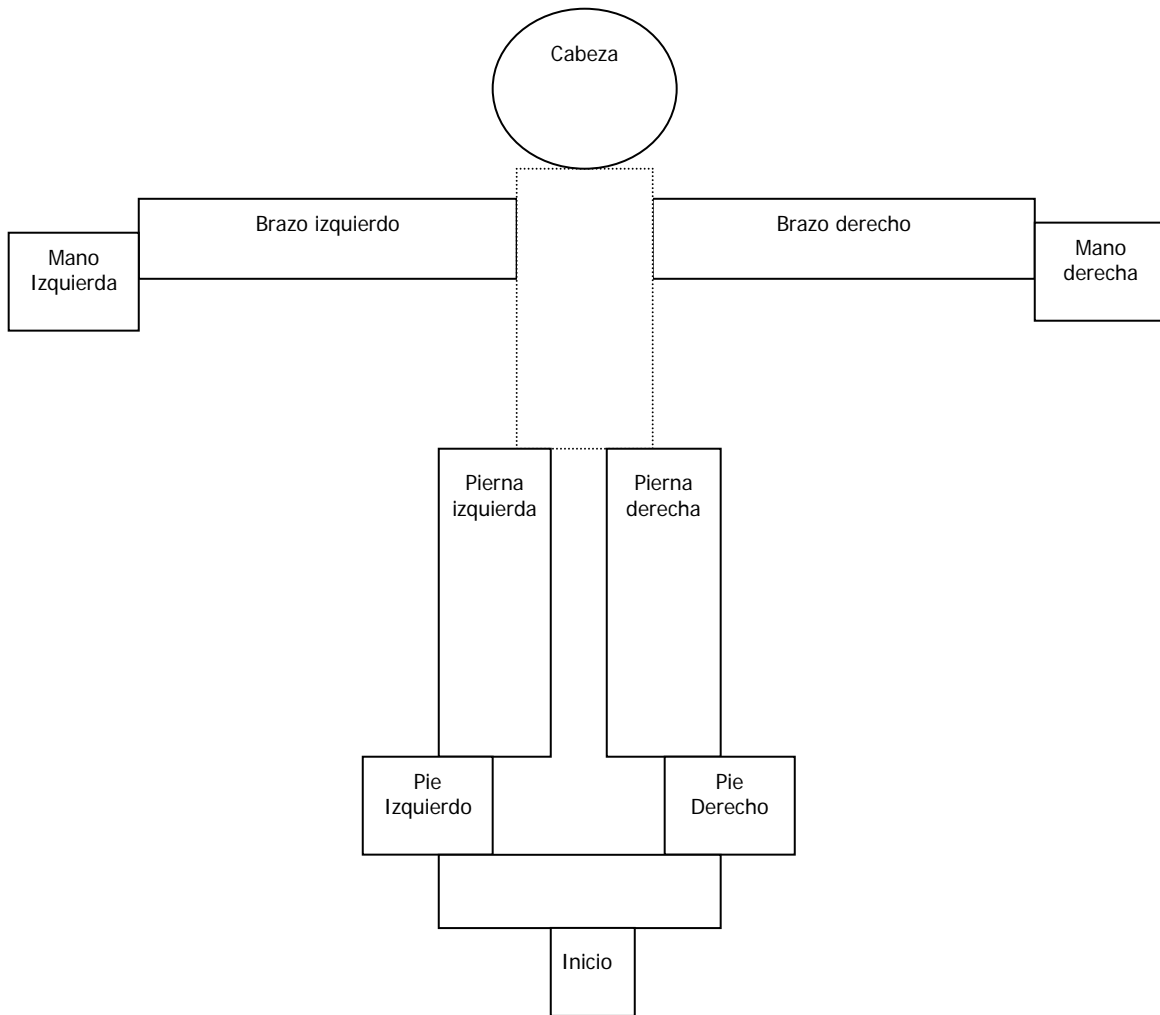 Cabeza
Brazo izquierdo
Brazo derecho
Mano
Izquierda
Mano
derecha
Pierna
izquierda
Pierna
derecha
Pie
Izquierdo
Pie
Derecho
Inicio